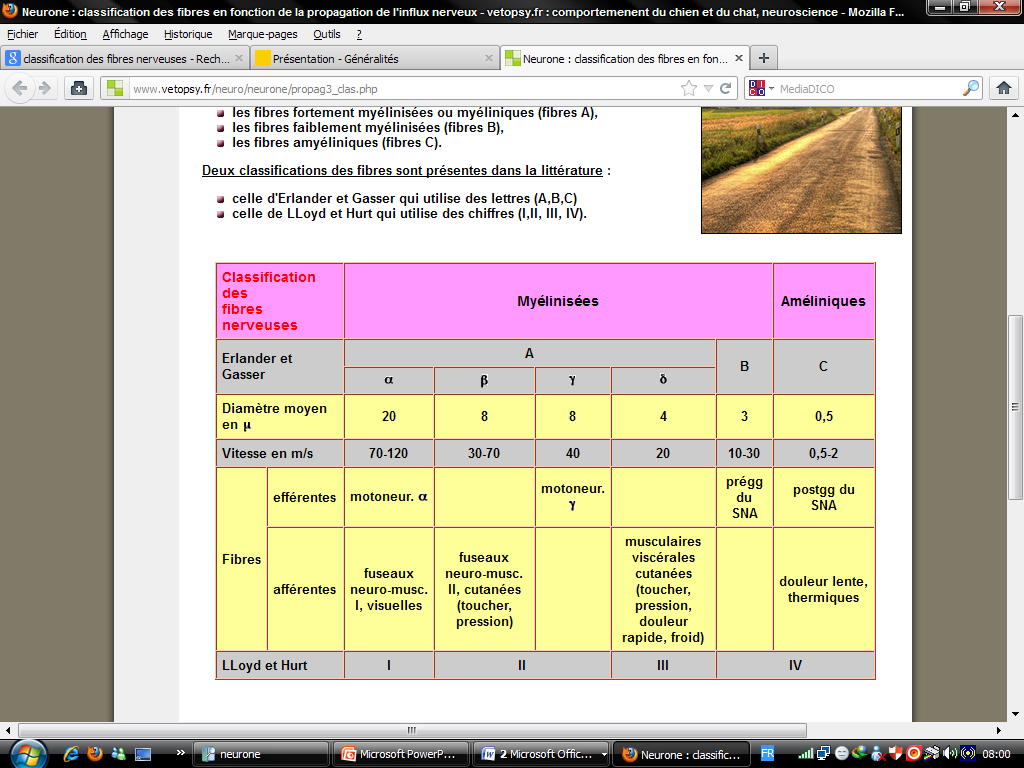 Neurone : classification des fibres en fonction de la propagation de l'influx nerveux - vetopsy.fr : comportement du chien et du chat, neuroscience - Mozilla F...
Fichier Édition Affichage Historique Marque-pages Outils ?
classification des fibres nerveuses - Rech...
Présentation - Généralités
Neurone : classification des fibres en fon...
www.vetopsy.fr/neuro/neurone/propag3_clas.php
MediaDICO
les fibres fortement myélinisées ou myéliniques (fibres A),
les fibres faiblement myélinisées (fibres B),
les fibres amyéliniques (fibres C).
Deux classifications des fibres sont présentes dans la littérature :
celle d'Erlander et Gasser qui utilise des lettres (A,B,C)
celle de LLoyd et Hurt qui utilise des chiffres (I,II, III, IV).
Classification
des
fibres
nerveuses
Myélinisées
Améliniques
Erlander et
Gasser
A
B
C
α β γ δ
Diamètre moyen
en μ
20 8 8 4 3 0,5
Vitesse en m/s 70-120 30-70 40 20 10-30 0,5-2
Fibres
efférentes
motoneur. α
motoneur.
γ
prégg
du
SNA
postgg du
SNA
afférentes
fuseaux
neuro-musc.
I, visuelles
fuseaux
neuro-musc.
II, cutanées
(toucher,
pression)
musculaires
viscérales
cutanées
(toucher,
pression,
douleur
rapide, froid)
douleur lente,
thermiques
LLoyd et Hurt I II III IV
neurone
Microsoft PowerP...
2 Microsoft Offic...
Neurone : classific...
FR
08:00